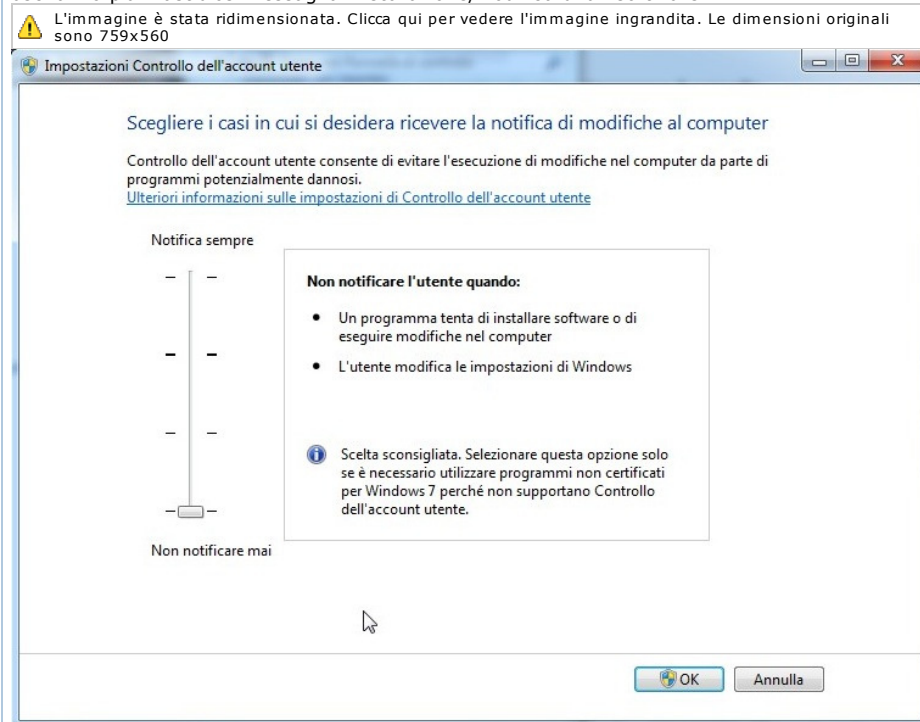 L'immagine è stata ridimensionata. Clicca qui per vedere l'immagine ingrandita. Le dimensioni originali
sono 759x560
Impostazioni Controllo dell'account utente
Scegliere i casi in cui si desidera ricevere la notifica di modifiche al computer
Controllo dell'account utente consente di evitare l'esecuzione di modifiche nel computer da parte di
programmi potenzialmente dannosi.
Ulteriori informazioni sulle impostazioni di Controllo dell'account utente
Notifica sempre
Non notificare l'utente quando:
• Un programma tenta di installare software o di
eseguire modifiche nel computer
• L'utente modifica le impostazioni di Windows
Scelta sconsigliata. Selezionare questa opzione solo
se è necessario utilizzare programmi non certificati
per Windows 7 perché non supportano Controllo
dell'account utente.
Non notificare mai
OK
Annulla